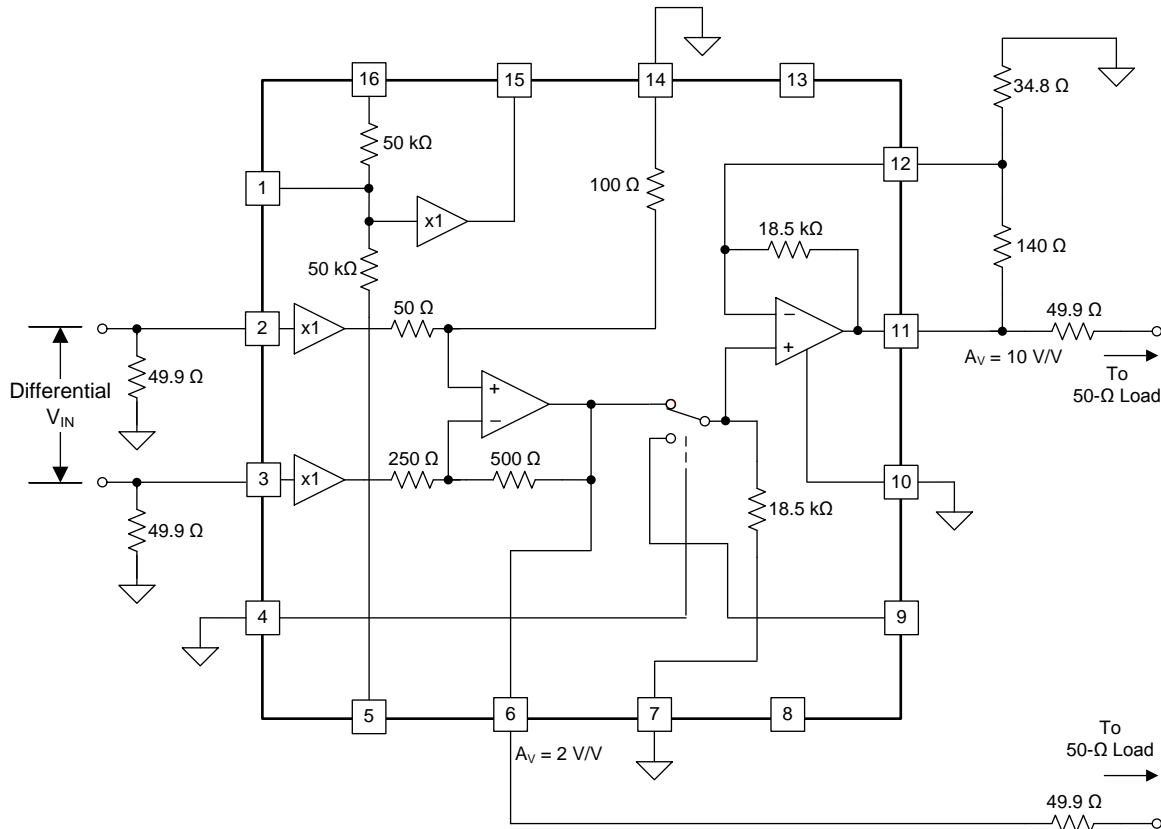 16
15
14
13
34.8 Ω
50 kΩ
12
1
100 Ω
x1
18.5 kΩ
140 Ω
50 kΩ
50 Ω
2
x1
−
+
11
49.9 Ω
A_V = 10 V/V
To
50-Ω Load
49.9 Ω
Differential
V_IN
+
−
3
x1
250 Ω
500 Ω
10
18.5 kΩ
49.9 Ω
4
9
5
6
7
8
A_V = 2 V/V
To
50-Ω Load
49.9 Ω